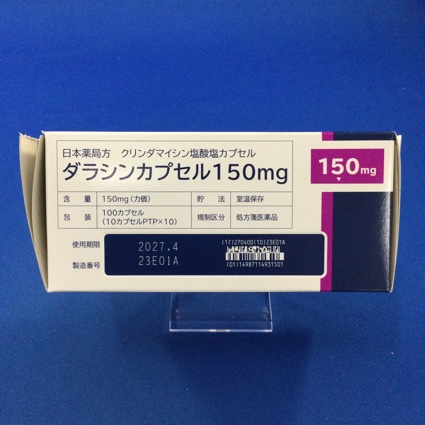 日本薬局方 クリンダマイシン塩酸塩カプセル
ダラシンカプセル150mg
150mg
含 量 150mg(力価) 貯 法 室温保存
包 装 100カプセル (10カプセルPTP×10) 規制区分 処方箋医薬品
使用期限 2027.4
製造番号 23E01A
(17)270400(10)23E01A
(01)14987114931501